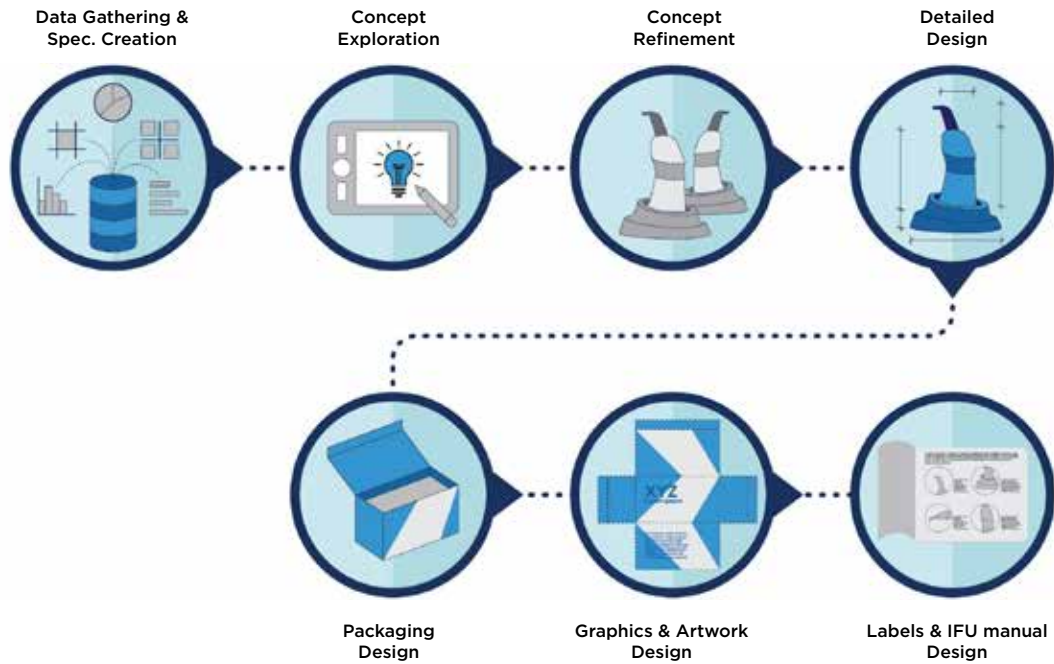 Data Gathering &
Spec. Creation
Concept
Exploration
Concept
Refinement
Detailed
Design
XYZ
Packaging
Design
Graphics & Artwork
Design
Labels & IFU manual
Design